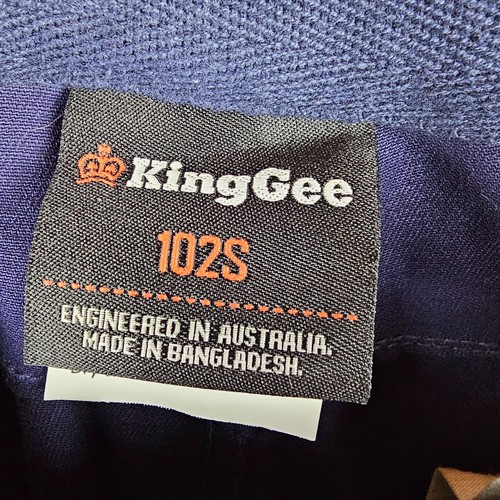 KingGee
102S
ENGINEERED IN AUSTRALIA.
MADE IN BANGLADESH.